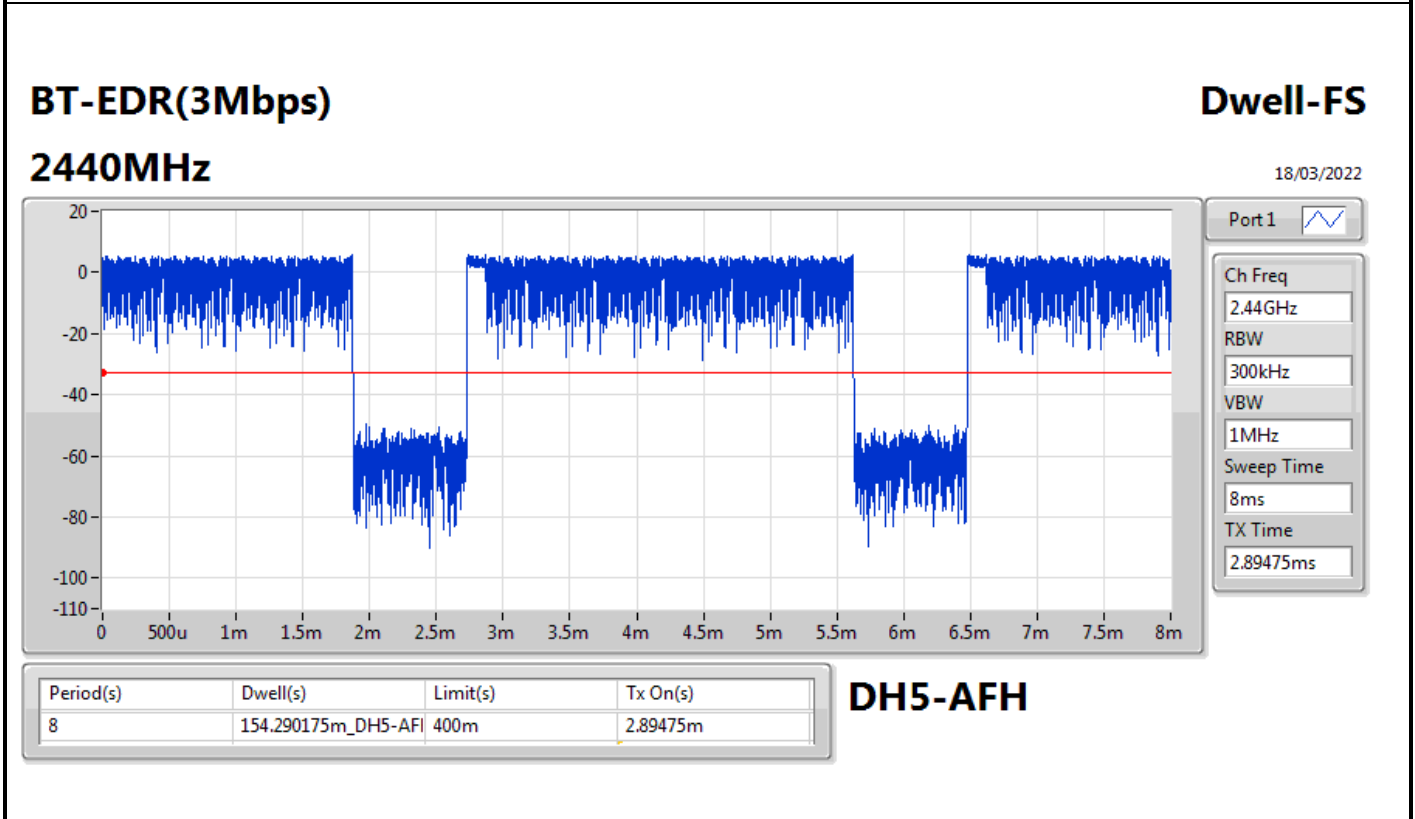 BT-EDR(3Mbps)
Dwell-FS
2440MHz
18/03/2022
20
0
-20
-40
-60
-80
-100
-110
0 500u 1m 1.5m 2m 2.5m 3m 3.5m 4m 4.5m 5m 5.5m 6m 6.5m 7m 7.5m 8m
Port 1
Ch Freq
2.44GHz
RBW
300kHz
VBW
1MHz
Sweep Time
8ms
TX Time
2.89475ms
Period(s) Dwell(s) Limit(s) Tx On(s)
8 154.290175m_DH5-AFI 400m 2.89475m
DH5-AFH